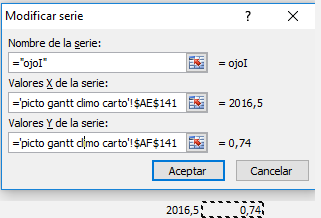 Modificar serie
Nombre de la serie:
="ojoI" = ojoI
Valores X de la serie:
='picto gantt climo carto'!$AE$141 = 2016,5
Valores Y de la serie:
='picto gantt climo carto'!$AF$141 = 0,74
Aceptar Cancelar
2016,5 0,74